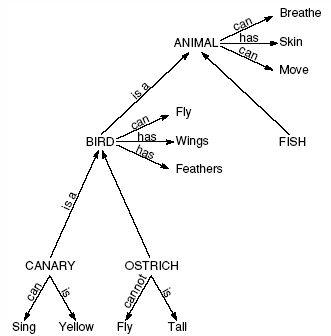 can Breathe
ANIMAL has Skin
can Move
is a
can Fly
BIRD has Wings FISH
has Feathers
is a
CANARY OSTRICH
can is cannot is
Sing Yellow Fly Tall